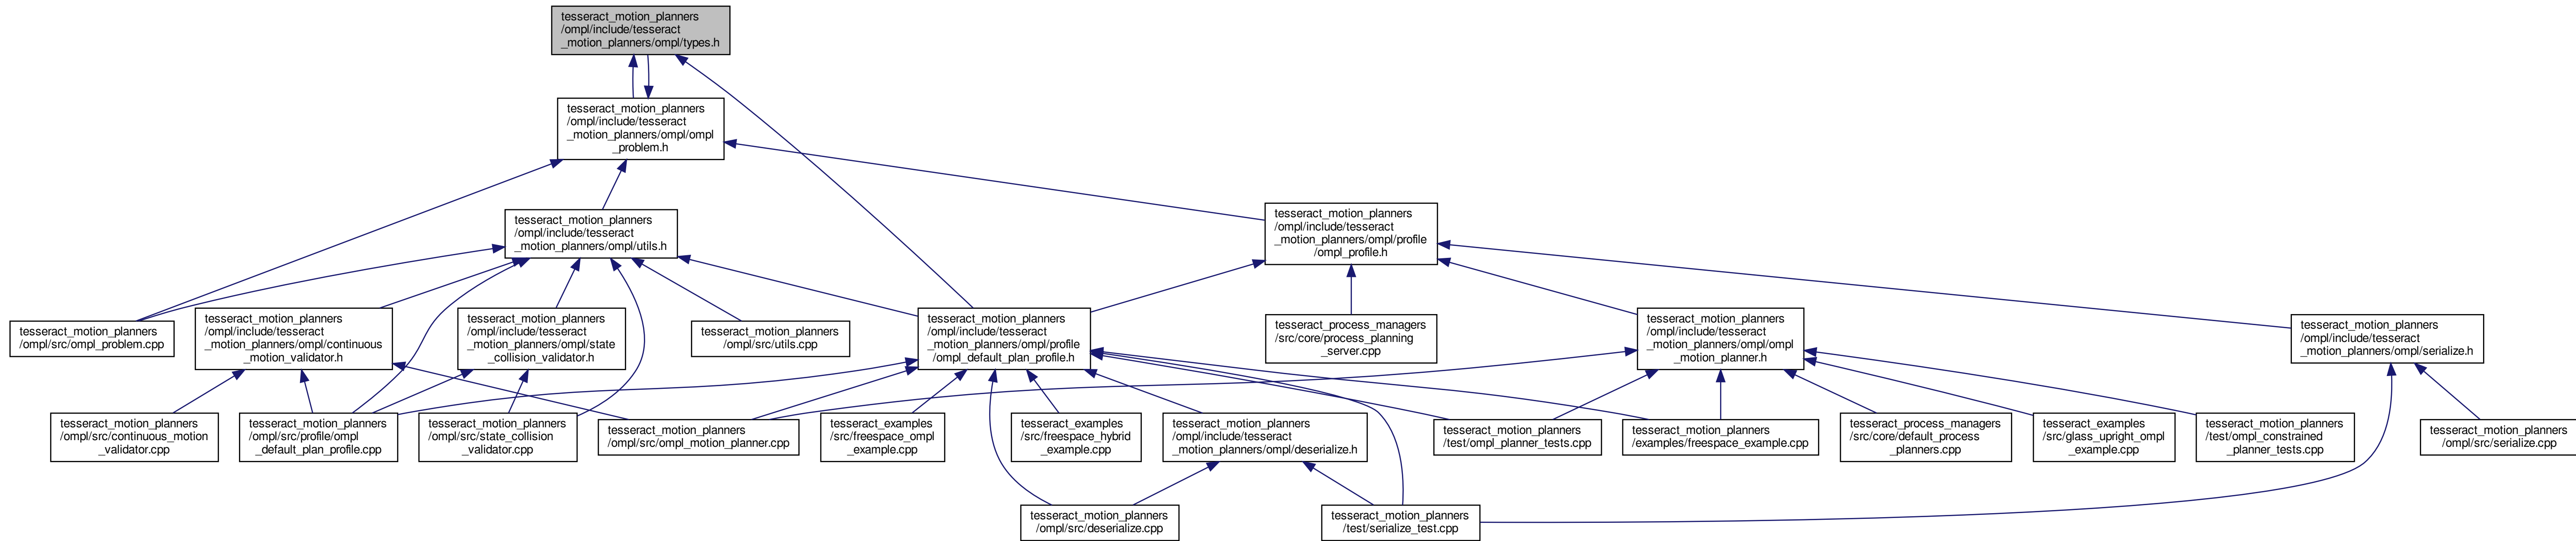 tesseract_motion_planners
/ompl/include/tesseract
_motion_planners/ompl/types.h
tesseract_motion_planners
/ompl/include/tesseract
_motion_planners/ompl/ompl
_problem.h
tesseract_motion_planners
/ompl/include/tesseract
_motion_planners/ompl/utils.h
tesseract_motion_planners
/ompl/include/tesseract
_motion_planners/ompl/profile
/ompl_profile.h
tesseract_motion_planners
/ompl/src/ompl_problem.cpp
tesseract_motion_planners
/ompl/include/tesseract
_motion_planners/ompl/continuous
_motion_validator.h
tesseract_motion_planners
/ompl/include/tesseract
_motion_planners/ompl/state
_collision_validator.h
tesseract_motion_planners
/ompl/src/utils.cpp
tesseract_motion_planners
/ompl/include/tesseract
_motion_planners/ompl/profile
/ompl_default_plan_profile.h
tesseract_process_managers
/src/core/process_planning
_server.cpp
tesseract_motion_planners
/ompl/include/tesseract
_motion_planners/ompl/ompl
_motion_planner.h
tesseract_motion_planners
/ompl/include/tesseract
_motion_planners/ompl/serialize.h
tesseract_motion_planners
/ompl/src/continuous_motion
_validator.cpp
tesseract_motion_planners
/ompl/src/profile/ompl
_default_plan_profile.cpp
tesseract_motion_planners
/ompl/src/state_collision
_validator.cpp
tesseract_motion_planners
/ompl/src/ompl_motion_planner.cpp
tesseract_examples
/src/freespace_ompl
_example.cpp
tesseract_examples
/src/freespace_hybrid
_example.cpp
tesseract_motion_planners
/ompl/include/tesseract
_motion_planners/ompl/deserialize.h
tesseract_motion_planners
/test/ompl_planner_tests.cpp
tesseract_motion_planners
/examples/freespace_example.cpp
tesseract_process_managers
/src/core/default_process
_planners.cpp
tesseract_examples
/src/glass_upright_ompl
_example.cpp
tesseract_motion_planners
/test/ompl_constrained
_planner_tests.cpp
tesseract_motion_planners
/ompl/src/serialize.cpp
tesseract_motion_planners
/ompl/src/deserialize.cpp
tesseract_motion_planners
/test/serialize_test.cpp